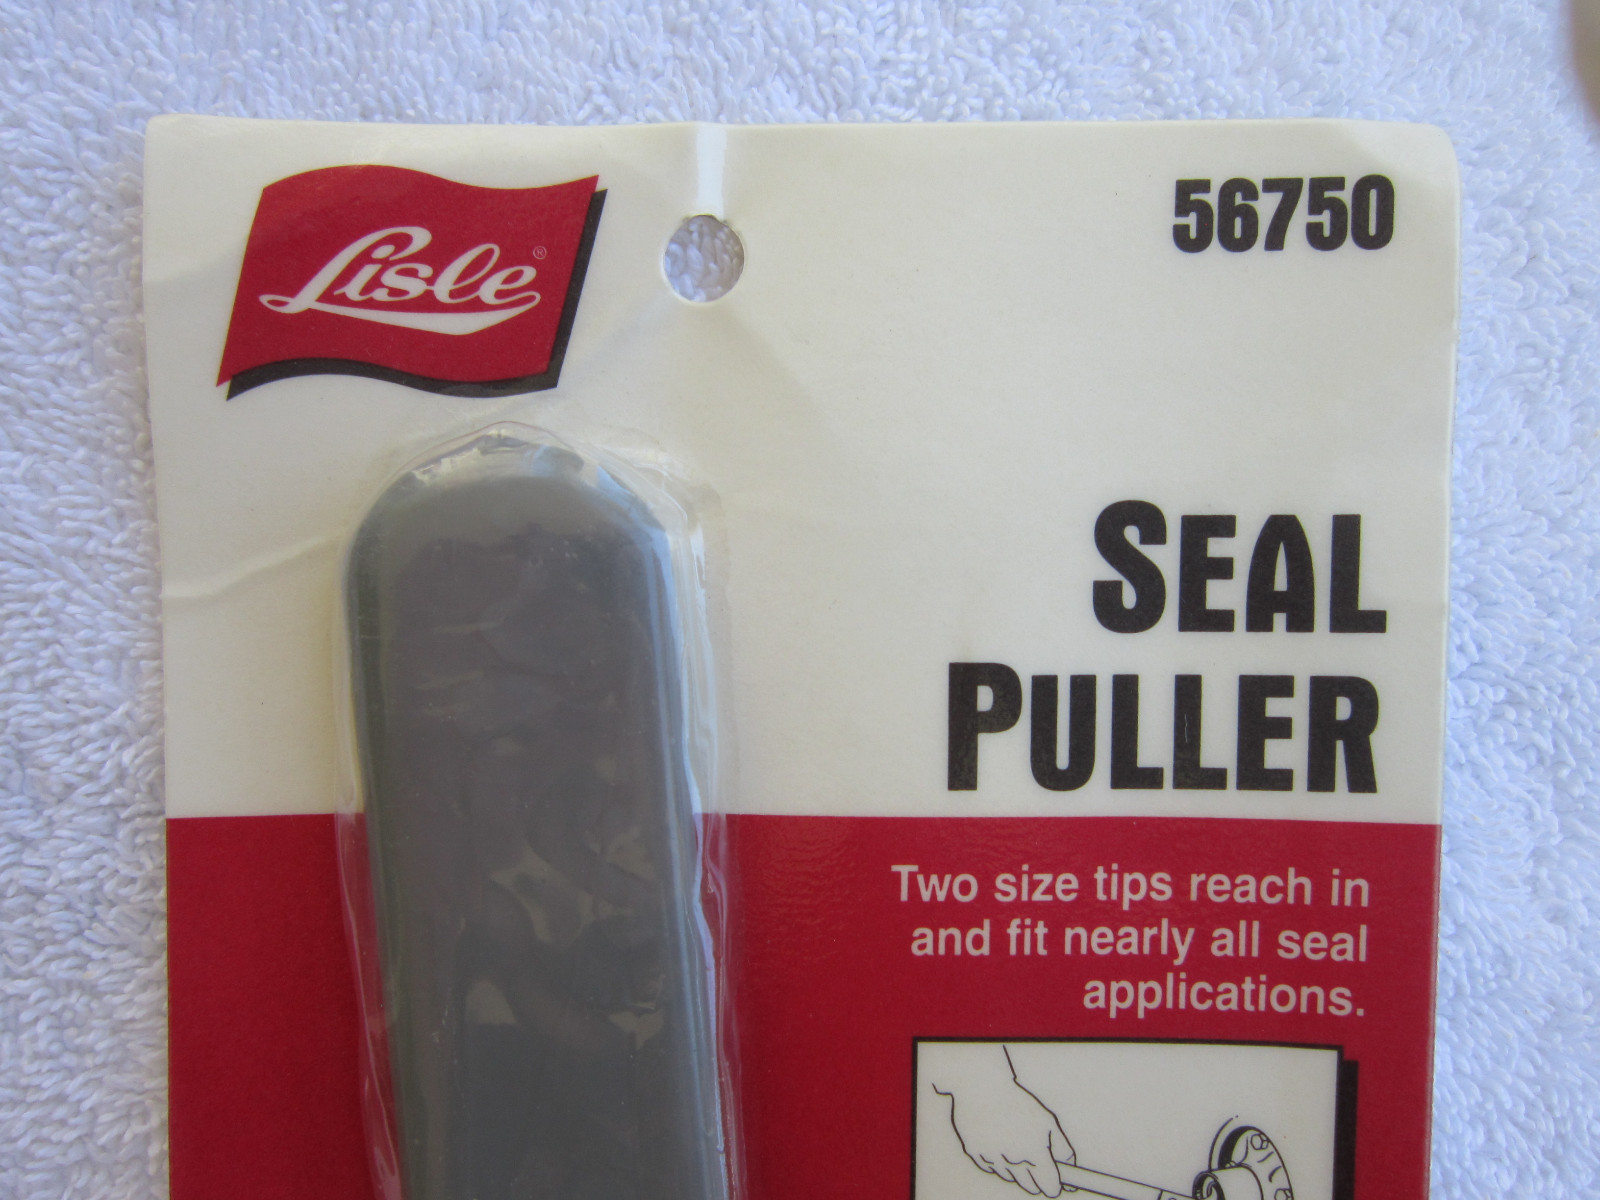 Lisle®
56750
SEAL
PULLER
Two size tips reach in
and fit nearly all seal
applications.